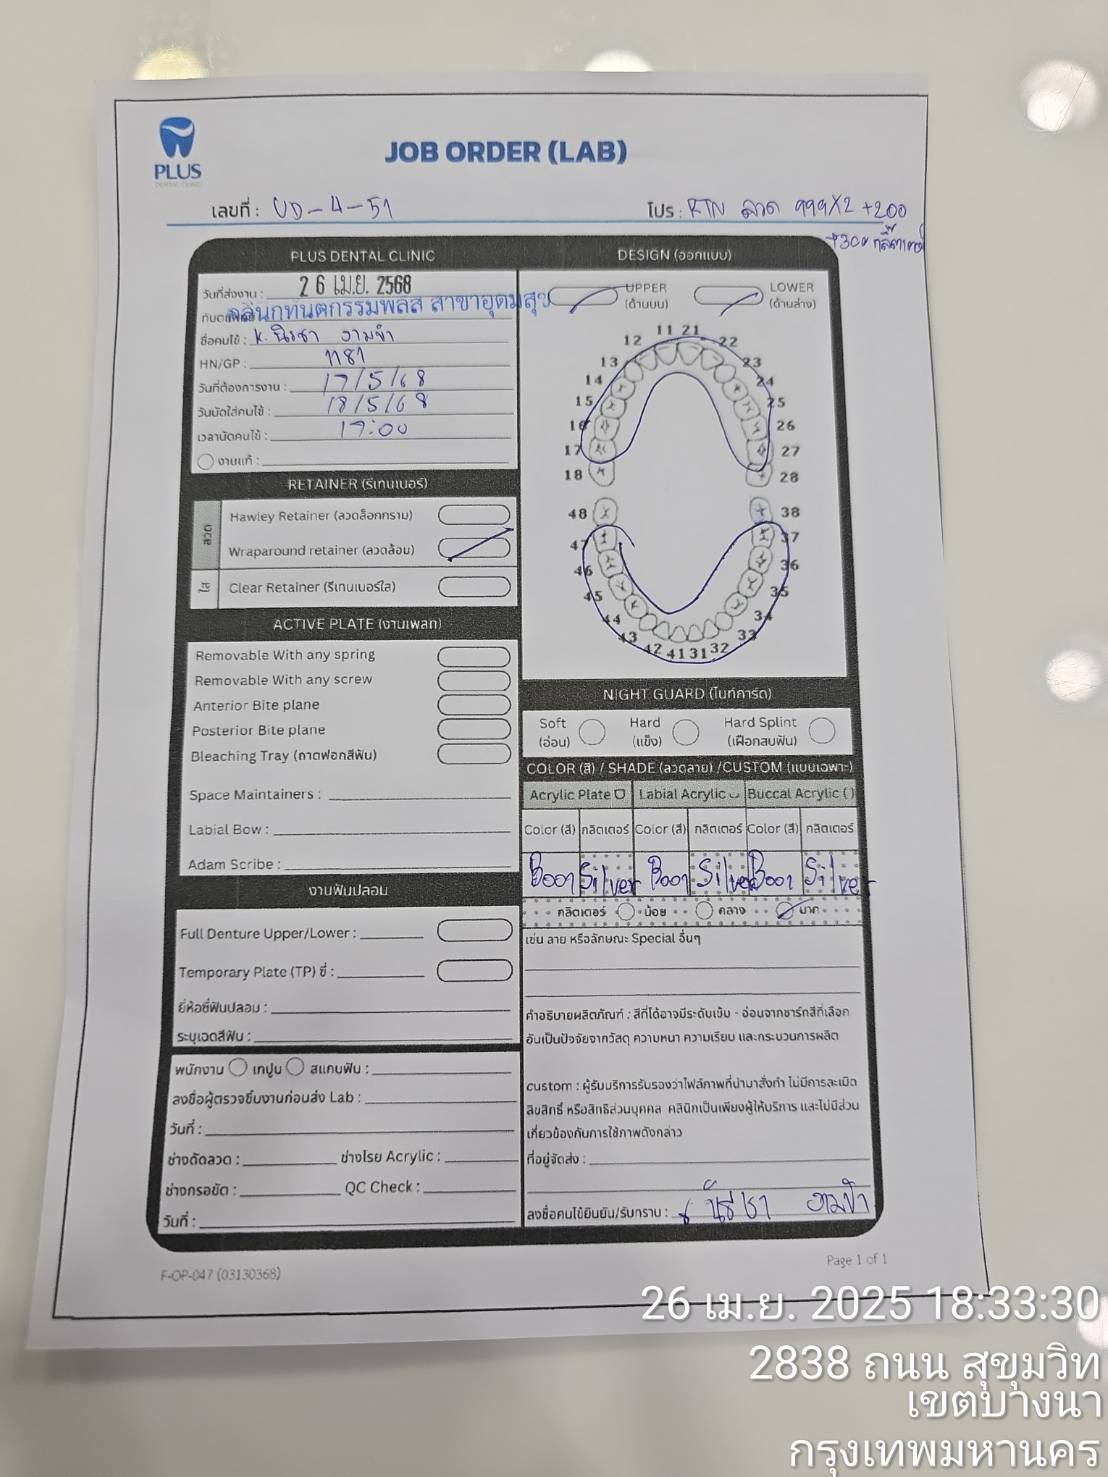 PLUS
DENTAL CLINIC
JOB ORDER (LAB)
เลขที่ : UD-4-51
โปร : RTN ลวด 999X2 +200
+300 กลิตเตอร์
PLUS DENTAL CLINIC
วันที่ส่งงาน : 26 เม.ย. 2568
ทันตแพทย์
คลินิกทันตกรรมพลัส สาขาอุดมสุข
ชื่อคนไข้ : K.
HN/GP : 1181
วันที่ต้องการงาน : 17/5/68
วันนัดใส่คนไข้ : 18/5/68
เวลานัดคนไข้ : 17:00
งานแก้ :
DESIGN (ออกแบบ)
UPPER
(ด้านบน)
LOWER
(ด้านล่าง)
11 21
12 22
13 23
14 24
15 25
16 26
17 27
18 28
48 38
47 37
46 36
45 35
44 34
43 33
42 41 31 31 32
RETAINER (รีเทนเนอร์)
ลวด
Hawley Retainer (ลวดล็อกกราม)
Wraparound retainer (ลวดล้อม)
ใส
Clear Retainer (รีเทนเนอร์ใส)
ACTIVE PLATE (งานเพลท)
Removable With any spring
Removable With any screw
Anterior Bite plane
Posterior Bite plane
Bleaching Tray (ถาดฟอกสีฟัน)
Space Maintainers :
Labial Bow :
Adam Scribe :
NIGHT GUARD (ไนท์การ์ด)
Soft
(อ่อน)
Hard
(แข็ง)
Hard Splint
(เฝือกสบฟัน)
COLOR (สี) / SHADE (ลวดลาย) /CUSTOM (แบบเฉพาะ)
Acrylic Plate Labial Acrylic Buccal Acrylic ( )
Color (สี) กลิตเตอร์ Color (สี) กลิตเตอร์ Color (สี) กลิตเตอร์
Silver Silver Silver
กลิตเตอร์ น้อย กลาง มาก
เช่น ลาย หรือลักษณะ Special อื่นๆ
งานฟันปลอม
Full Denture Upper/Lower :
Temporary Plate (TP) ซี่ :
ยี่ห้อซี่ฟันปลอม :
ระบุเฉดสีฟัน :
คำอธิบายผลิตภัณฑ์ : สีที่ได้อาจมีระดับเข้ม - อ่อนจากชาร์ทสีที่เลือก
อันเป็นปัจจัยจากวัสดุ ความหนา ความเรียบ และกระบวนการผลิต
พนักงาน เทปูน สแกนฟัน :
ลงชื่อผู้ตรวจชิ้นงานก่อนส่ง Lab :
วันที่ :
ช่างดัดลวด : ช่างโรย Acrylic :
ช่างกรอขัด : QC Check :
วันที่ :
custom : ผู้รับบริการรับรองว่าไฟล์ภาพที่นำมาสั่งทำ ไม่มีการละเมิด
ลิขสิทธิ์ หรือสิทธิส่วนบุคคล คลินิกเป็นเพียงผู้ให้บริการ และไม่มีส่วน
เกี่ยวข้องกับการใช้ภาพดังกล่าว
ที่อยู่จัดส่ง :
ลงชื่อคนไข้ยืนยัน/รับทราบ :
F-OP-047 (03130368)
Page 1 of 1
26 เม.ย. 2025 18:33:30
2838 ถนน สุขุมวิท
เขตบางนา
กรุงเทพมหานคร